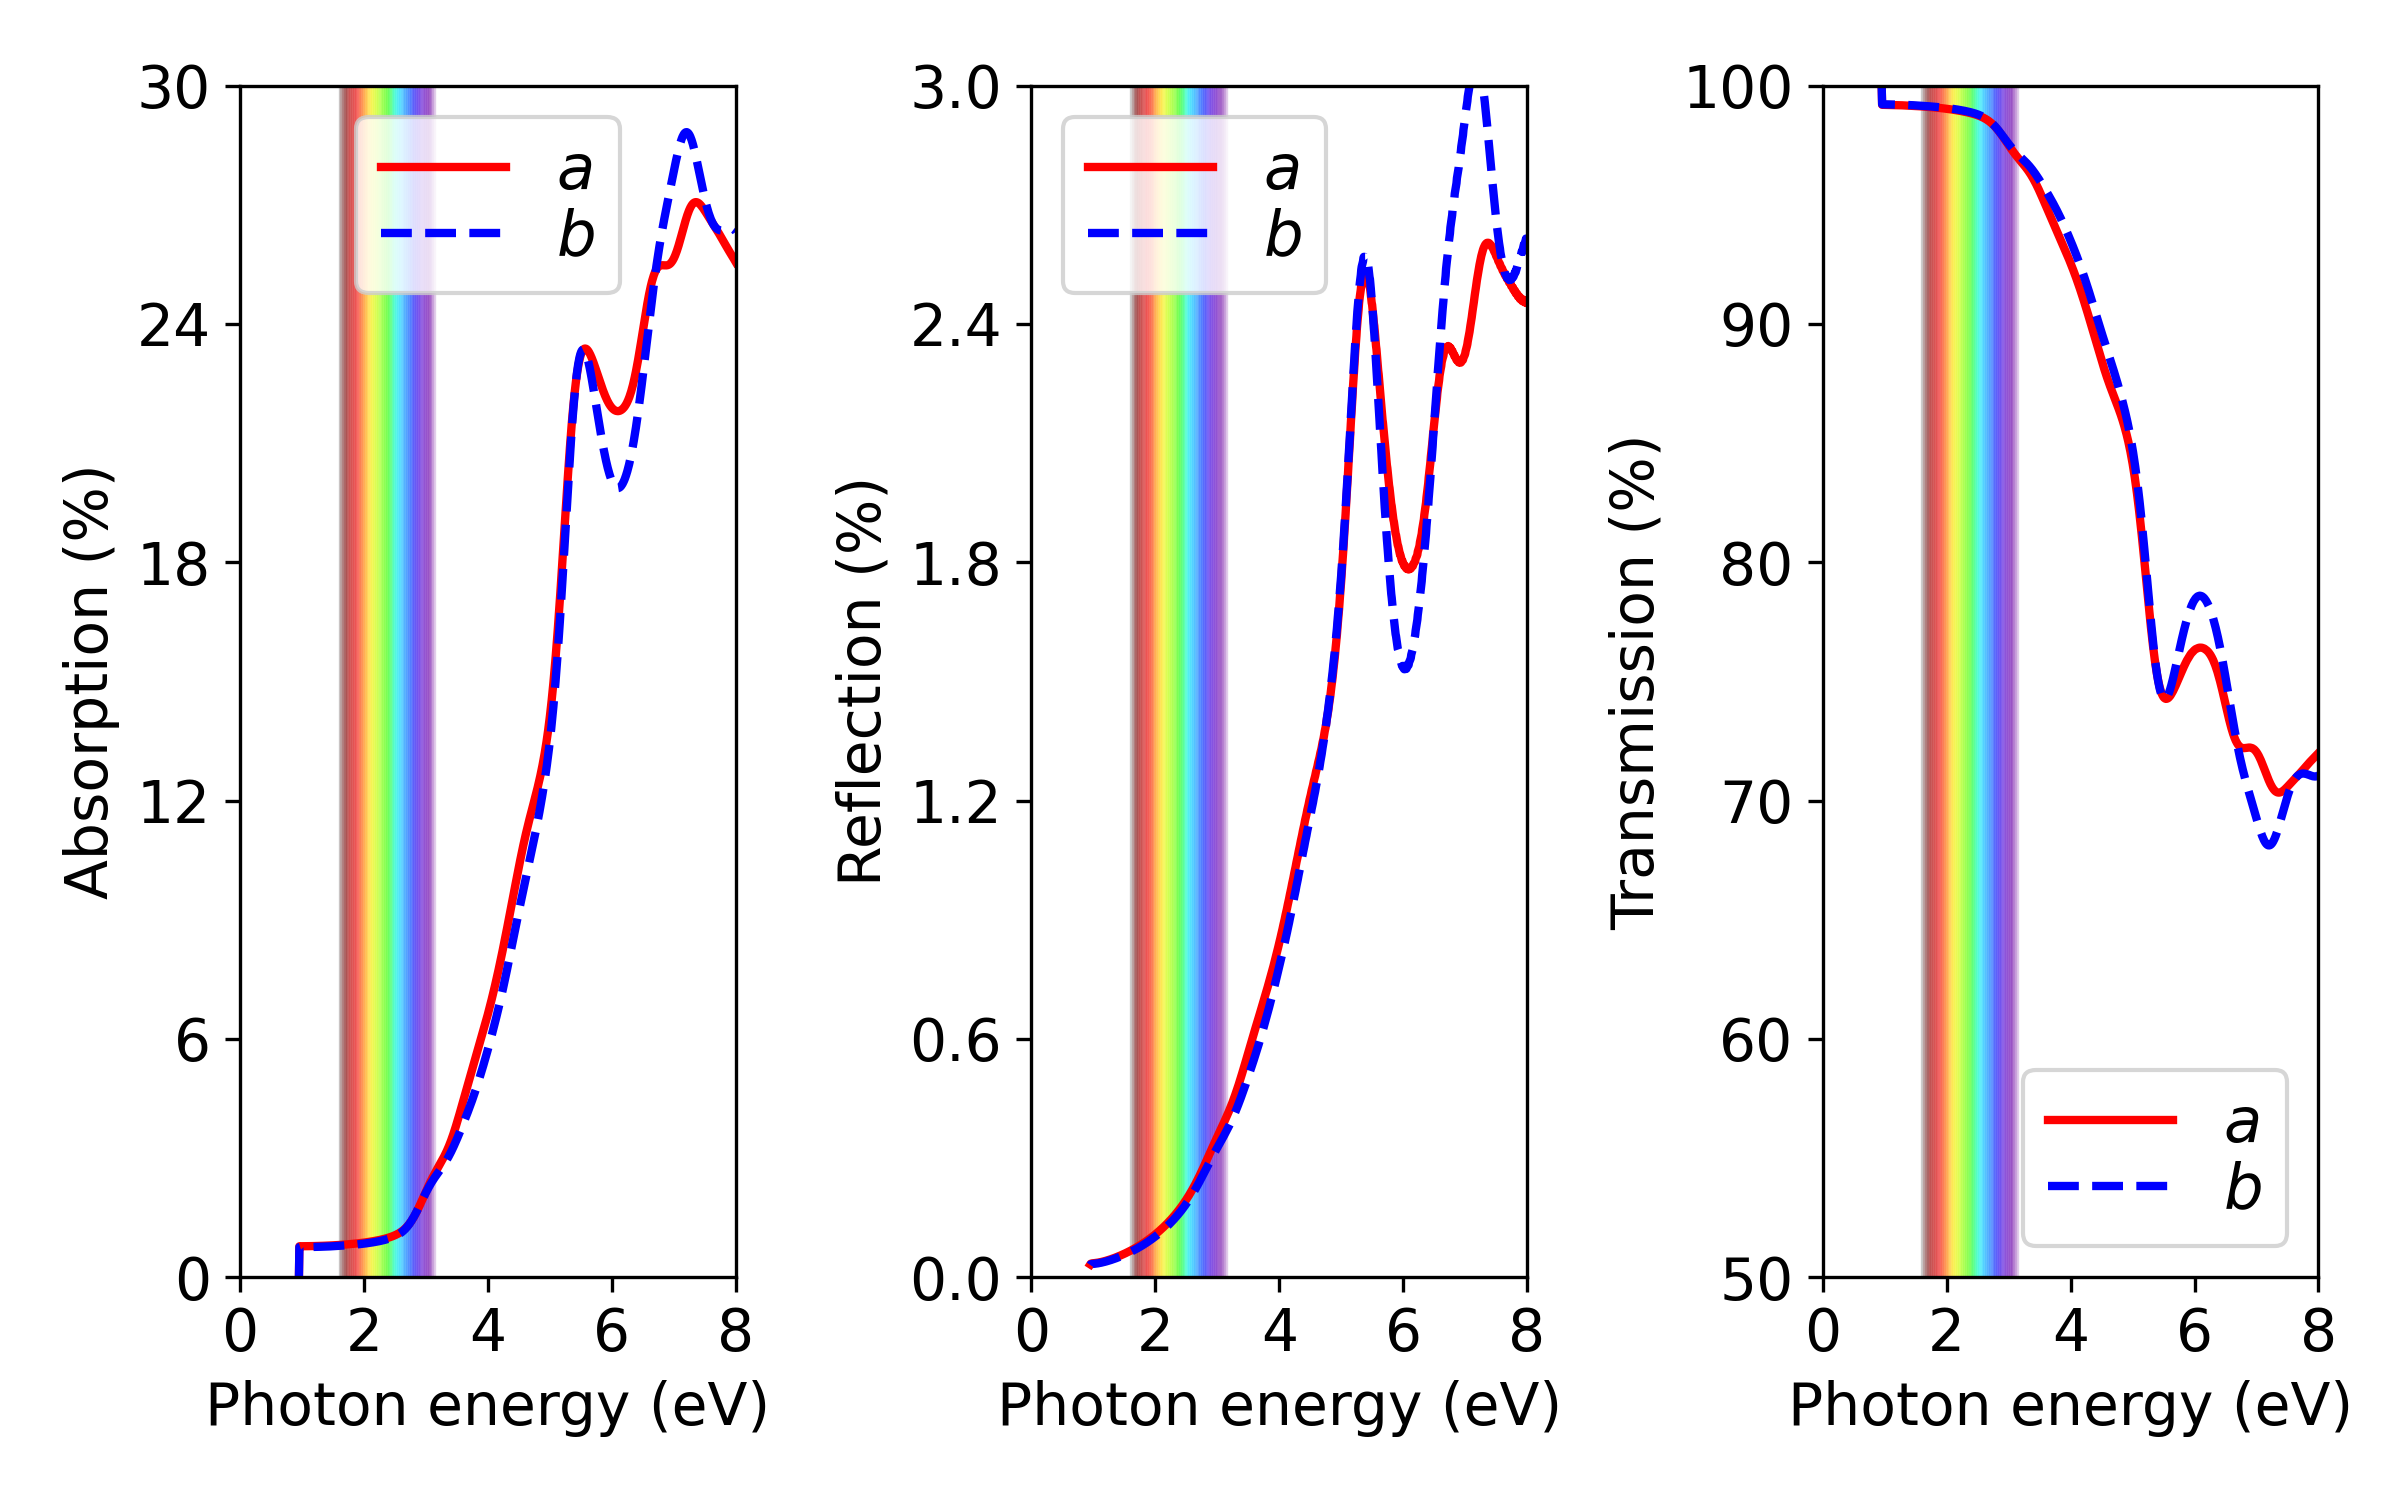 30
24
18
12
6
0
0 2 4 6 8
Absorption (%)
Photon energy (eV)
a
b
3.0
2.4
1.8
1.2
0.6
0.0
0 2 4 6 8
Reflection (%)
Photon energy (eV)
a
b
100
90
80
70
60
50
0 2 4 6 8
Transmission (%)
Photon energy (eV)
a
b